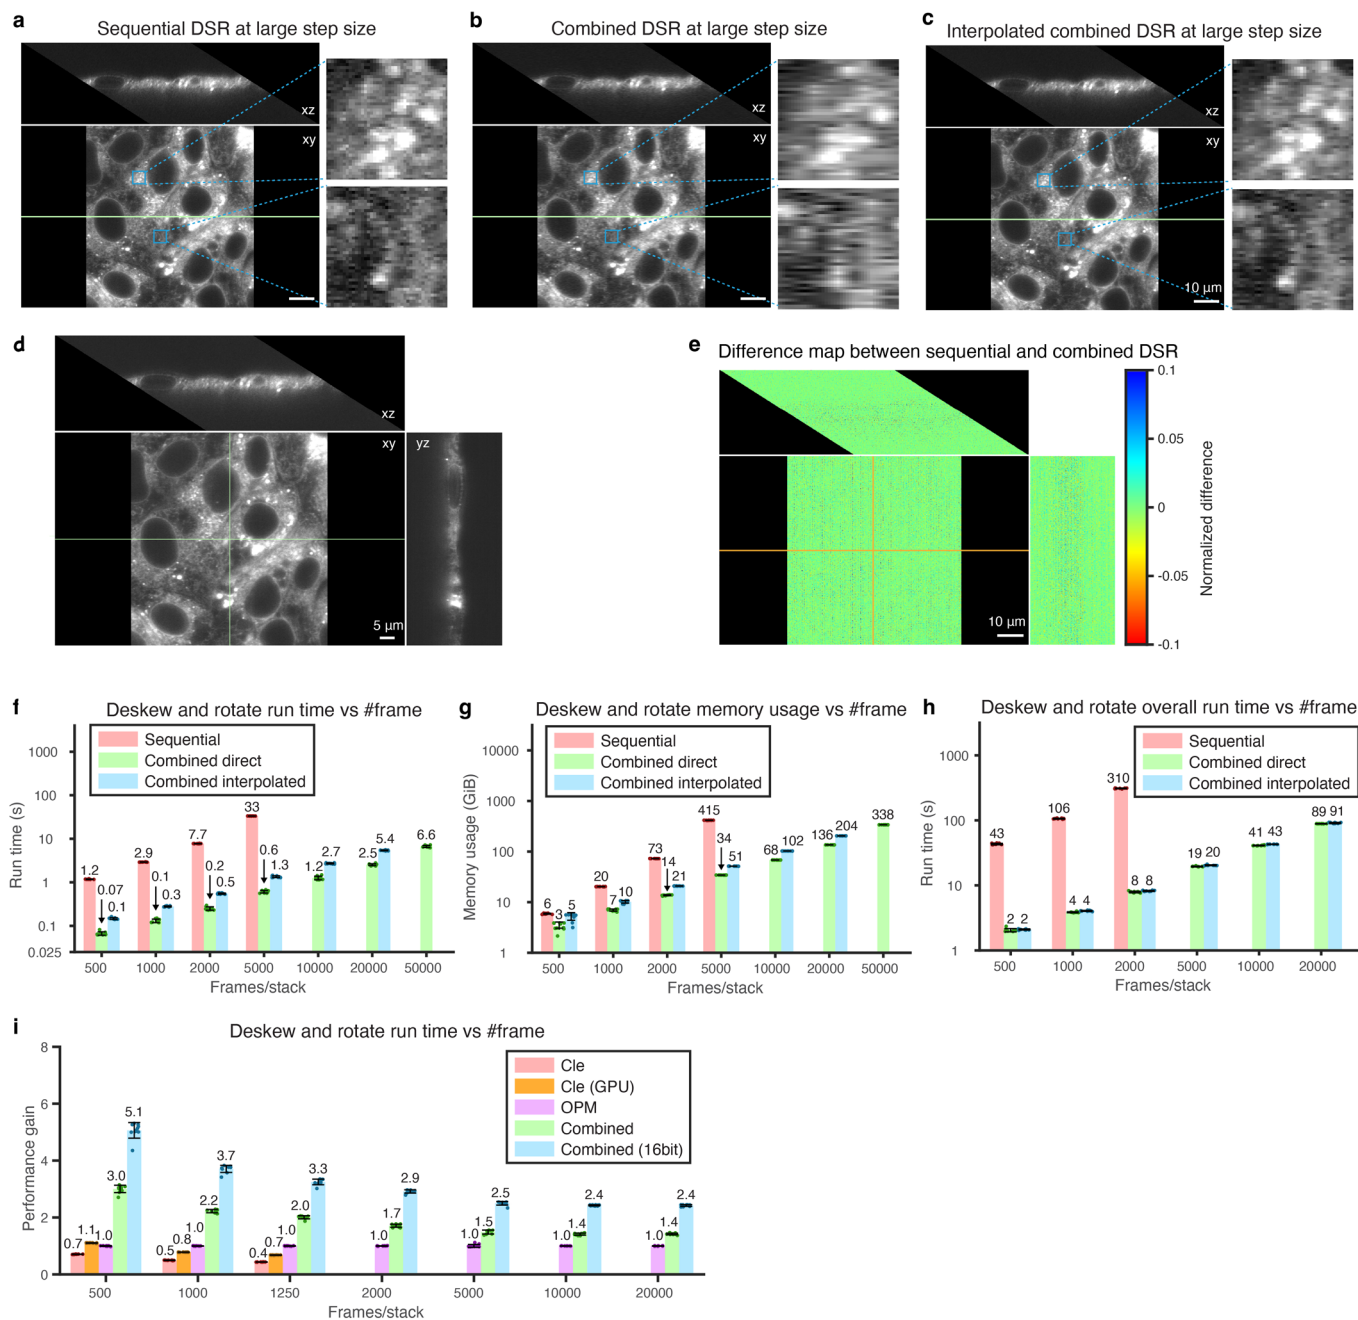 a
Sequential DSR at large step size
xz
xy
b
Combined DSR at large step size
xz
xy
c
Interpolated combined DSR at large step size
xz
xy
10 µm
d
xz
xy
yz
5 µm
e
Difference map between sequential and combined DSR
10 µm
0.1
0.05
0
-0.05
-0.1
Normalized difference
f
Deskew and rotate run time vs #frame
Sequential
Combined direct
Combined interpolated
Run time (s)
1000
100
10
1
0.1
0.025
1.2
0.07
0.1
2.9
0.1
0.3
7.7
0.2
0.5
33
0.6
1.3
1.2
2.7
2.5
5.4
6.6
500 1000 2000 5000 10000 20000 50000
Frames/stack
g
Deskew and rotate memory usage vs #frame
Sequential
Combined direct
Combined interpolated
Memory usage (GiB)
10000
1000
100
10
1
6
3
5
20
7
10
73
14
21
415
34
51
68
102
136
204
338
500 1000 2000 5000 10000 20000 50000
Frames/stack
h
Deskew and rotate overall run time vs #frame
Sequential
Combined direct
Combined interpolated
Run time (s)
1000
100
10
1
43
2 2
106
4 4
310
8 8
19 20
41 43
89 91
500 1000 2000 5000 10000 20000
Frames/stack
i
Deskew and rotate run time vs #frame
Cle
Cle (GPU)
OPM
Combined
Combined (16bit)
Performance gain
8
6
4
2
0
0.7
1.1
1.0
3.0
5.1
0.5
0.8
1.0
2.2
3.7
0.4
0.7
1.0
2.0
3.3
1.0
1.7
2.9
1.0
1.5
2.5
1.0
1.4
2.4
1.0
1.4
2.4
500 1000 1250 2000 5000 10000 20000
Frames/stack